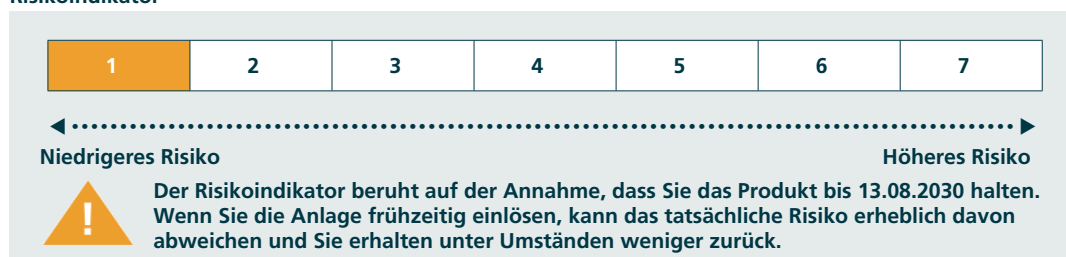 Risikoindikator
1 2 3 4 5 6 7
Niedrigeres Risiko Höheres Risiko
! Der Risikoindikator beruht auf der Annahme, dass Sie das Produkt bis 13.08.2030 halten.
Wenn Sie die Anlage frühzeitig einlösen, kann das tatsächliche Risiko erheblich davon
abweichen und Sie erhalten unter Umständen weniger zurück.